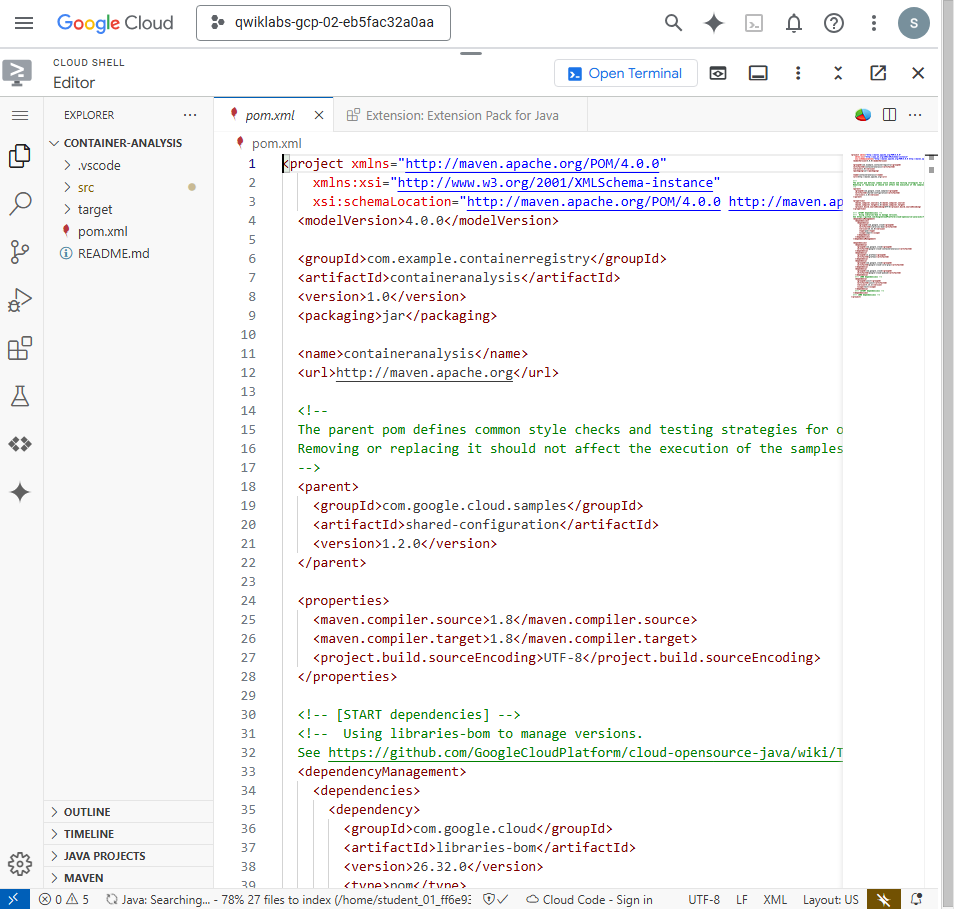 Google Cloud
qwiklabs-gcp-02-eb5fac32a0aa
S
CLOUD SHELL
Editor
Open Terminal
EXPLORER
CONTAINER-ANALYSIS
.vscode
src
target
pom.xml
README.md
OUTLINE
TIMELINE
JAVA PROJECTS
MAVEN
pom.xml
Extension: Extension Pack for Java
pom.xml
1 <project xmlns="http://maven.apache.org/POM/4.0.0"
2 xmlns:xsi="http://www.w3.org/2001/XMLSchema-instance"
3 xsi:schemaLocation="http://maven.apache.org/POM/4.0.0 http://maven.ap
4 <modelVersion>4.0.0</modelVersion>
5
6 <groupId>com.example.containerregistry</groupId>
7 <artifactId>containeranalysis</artifactId>
8 <version>1.0</version>
9 <packaging>jar</packaging>
10
11 <name>containeranalysis</name>
12 <url>http://maven.apache.org</url>
13
14 <!--
15 The parent pom defines common style checks and testing strategies for o
16 Removing or replacing it should not affect the execution of the samples
17 -->
18 <parent>
19 <groupId>com.google.cloud.samples</groupId>
20 <artifactId>shared-configuration</artifactId>
21 <version>1.2.0</version>
22 </parent>
23
24 <properties>
25 <maven.compiler.source>1.8</maven.compiler.source>
26 <maven.compiler.target>1.8</maven.compiler.target>
27 <project.build.sourceEncoding>UTF-8</project.build.sourceEncoding>
28 </properties>
29
30 <!-- [START dependencies] -->
31 <!-- Using libraries-bom to manage versions.
32 See https://github.com/GoogleCloudPlatform/cloud-opensource-java/wiki/T
33 <dependencyManagement>
34 <dependencies>
35 <dependency>
36 <groupId>com.google.cloud</groupId>
37 <artifactId>libraries-bom</artifactId>
38 <version>26.32.0</version>
39 <type>pom</type>
0 5 Java: Searching... - 78% 27 files to index (/home/student_01_ff6e93 Cloud Code - Sign in UTF-8 LF XML Layout: US